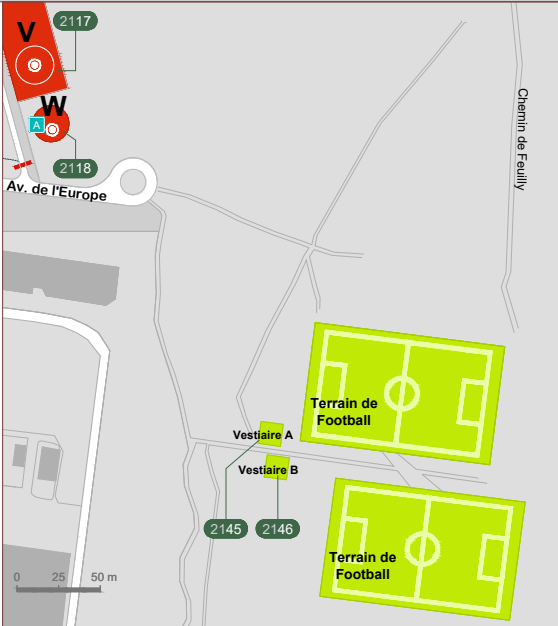 V
2117
W
A
2118
Av. de l'Europe
Chemin de Feuilly
Terrain de
Football
Vestiaire A
Vestiaire B
2145
2146
Terrain de
Football
0 25 50 m